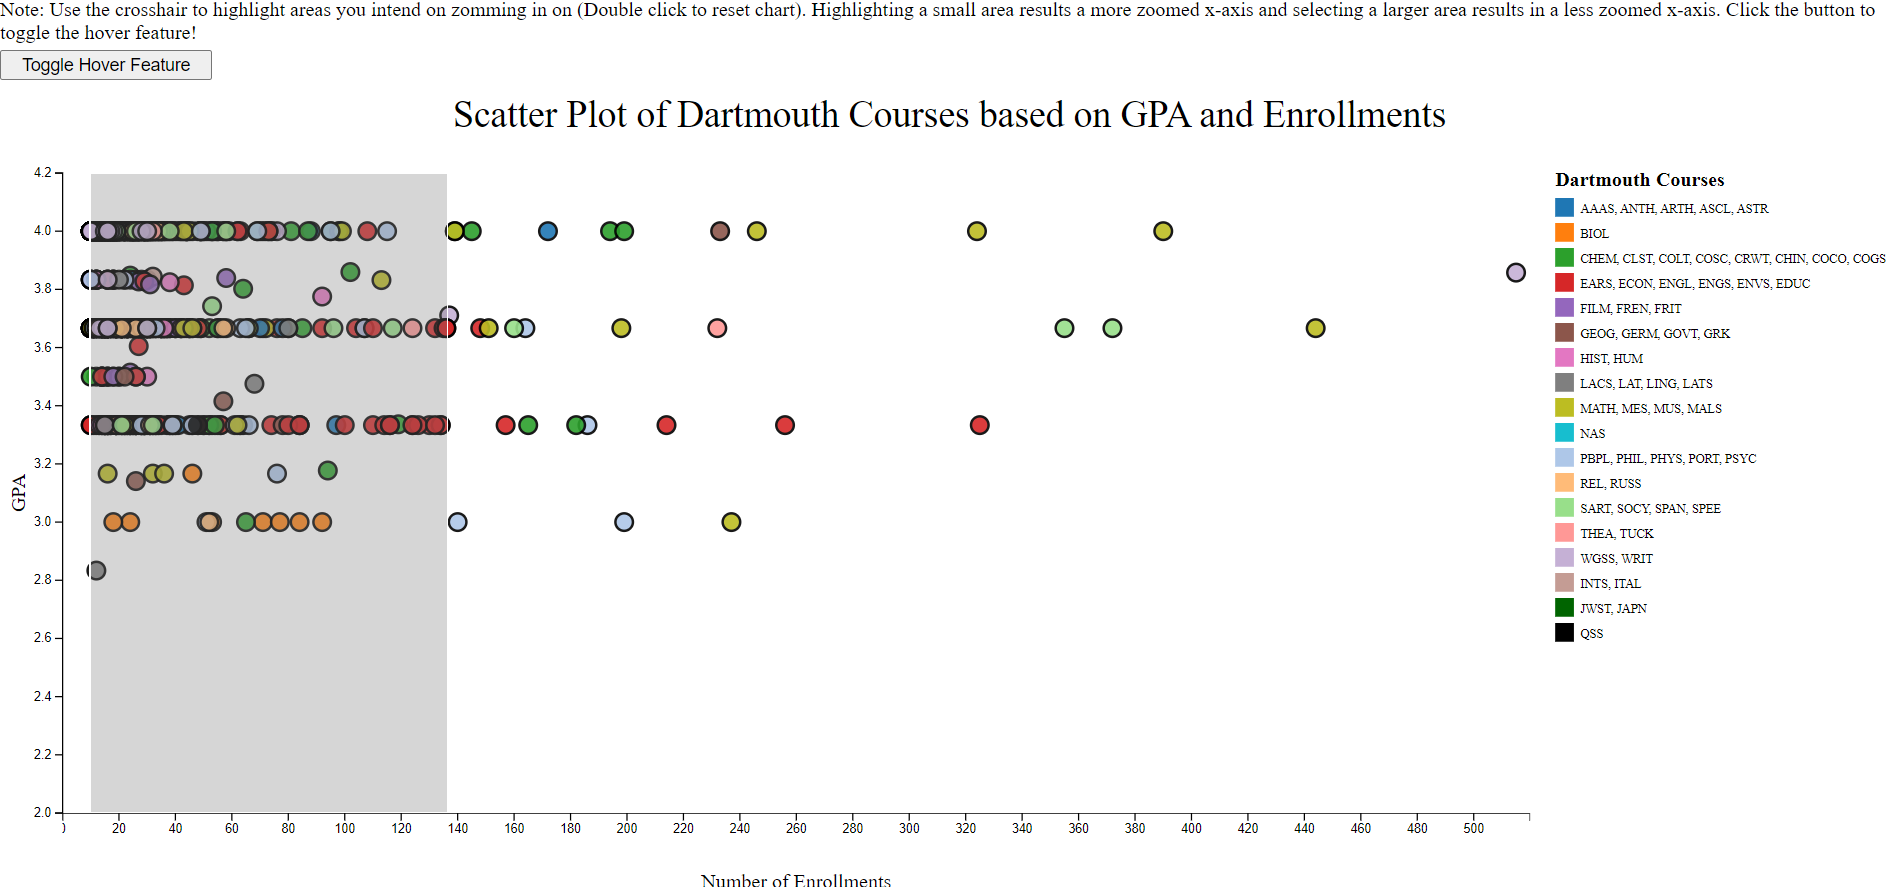 Note: Use the crosshair to highlight areas you intend on zomming in on (Double click to reset chart). Highlighting a small area results a more zoomed x-axis and selecting a larger area results in a less zoomed x-axis. Click the button to
toggle the hover feature!
Toggle Hover Feature
Scatter Plot of Dartmouth Courses based on GPA and Enrollments
4.2
4.0
3.8
3.6
3.4
3.2
3.0
2.8
2.6
2.4
2.2
2.0
GPA
0 20 40 60 80 100 120 140 160 180 200 220 240 260 280 300 320 340 360 380 400 420 440 460 480 500
Number of Enrollments
Dartmouth Courses
AAAS, ANTH, ARTH, ASCL, ASTR
BIOL
CHEM, CLST, COLT, COSC, CRWT, CHIN, COCO, COGS
EARS, ECON, ENGL, ENGS, ENVS, EDUC
FILM, FREN, FRIT
GEOG, GERM, GOVT, GRK
HIST, HUM
LACS, LAT, LING, LATS
MATH, MES, MUS, MALS
NAS
PBPL, PHIL, PHYS, PORT, PSYC
REL, RUSS
SART, SOCY, SPAN, SPEE
THEA, TUCK
WGSS, WRIT
INTS, ITAL
JWST, JAPN
QSS